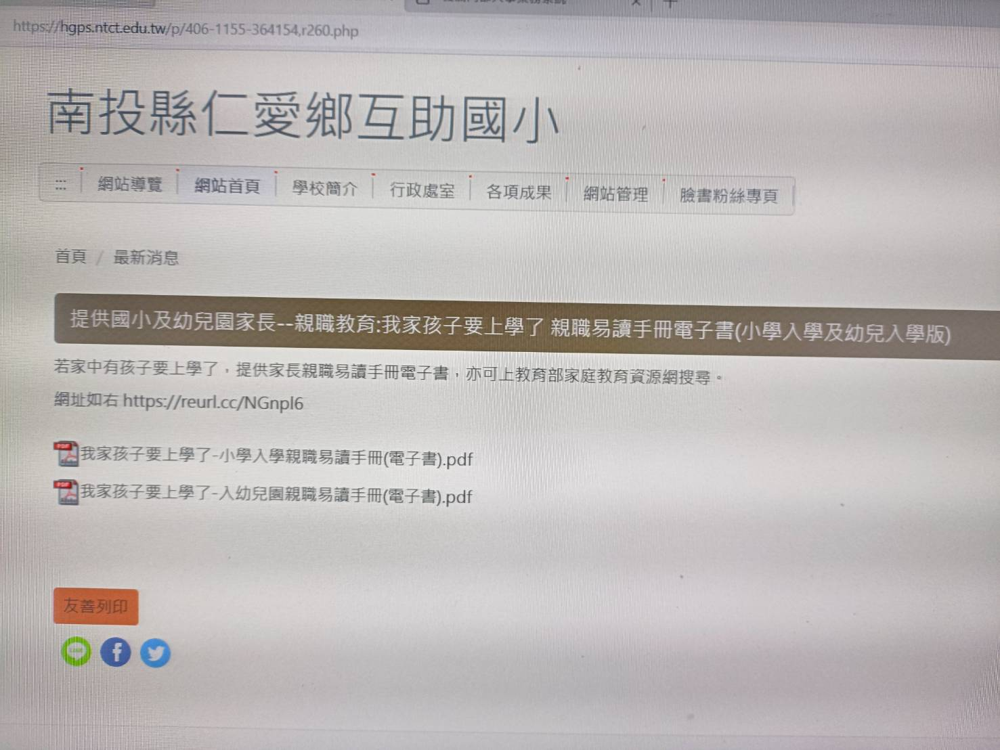 https://hgps.ntct.edu.tw/p/406-1155-364154,r260.php
南投縣仁愛鄉互助國小
::: 網站導覽 網站首頁 學校簡介 行政處室 各項成果 網站管理 臉書粉絲專頁
首頁 / 最新消息
提供國小及幼兒園家長--親職教育:我家孩子要上學了 親職易讀手冊電子書(小學入學及幼兒入學版)
若家中有孩子要上學了，提供家長親職易讀手冊電子書，亦可上教育部家庭教育資源網搜尋。
網址如右 https://reurl.cc/NGnpl6
PDF 我家孩子要上學了-小學入學親職易讀手冊(電子書).pdf
PDF 我家孩子要上學了-入幼兒園親職易讀手冊(電子書).pdf
友善列印
LINE f